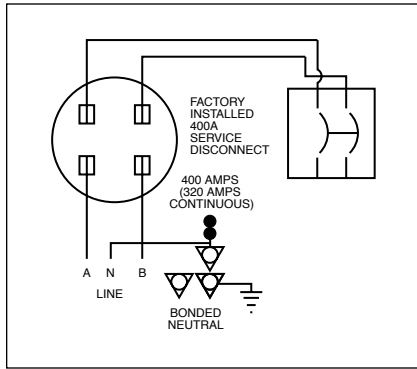 FACTORY
INSTALLED
400A
SERVICE
DISCONNECT
400 AMPS
(320 AMPS
CONTINUOUS)
A N B
LINE
BONDED
NEUTRAL